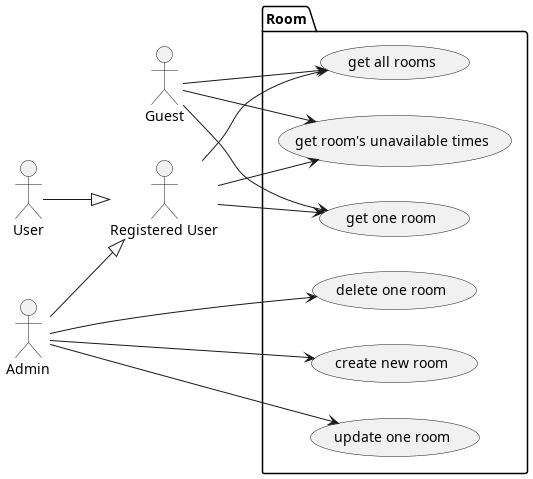 Room
get all rooms
Guest
get room's unavailable times
User
Registered User
get one room
delete one room
Admin
create new room
update one room